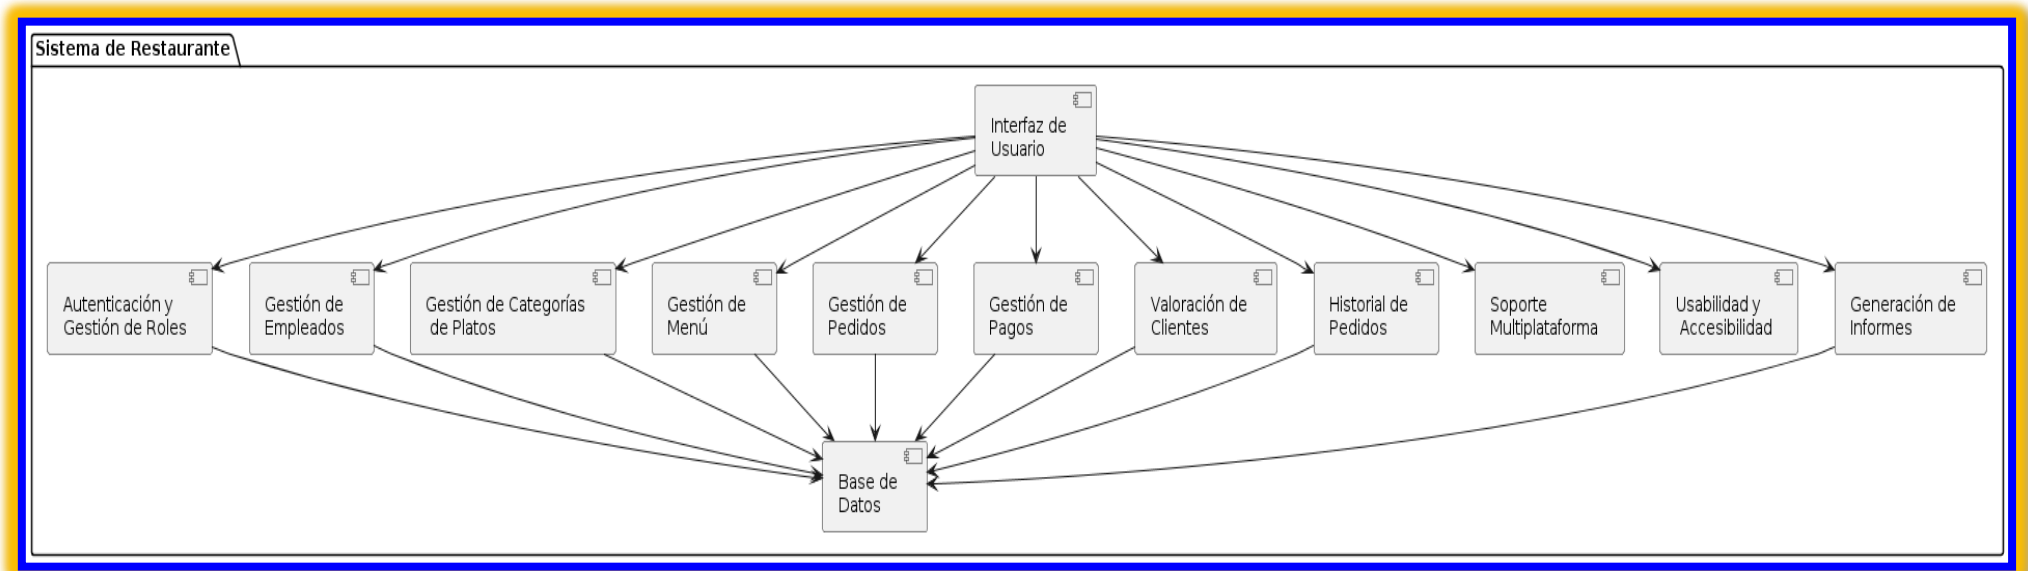 Sistema de Restaurante
Interfaz de
Usuario
Autenticación y
Gestión de Roles
Gestión de
Empleados
Gestión de Categorías
de Platos
Gestión de
Menú
Gestión de
Pedidos
Gestión de
Pagos
Valoración de
Clientes
Historial de
Pedidos
Soporte
Multiplataforma
Usabilidad y
Accesibilidad
Generación de
Informes
Base de
Datos